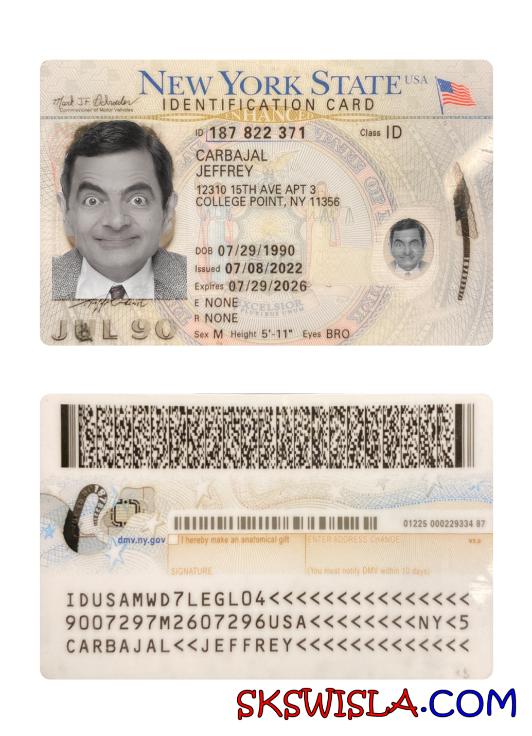 NEW YORK STATE USA
IDENTIFICATION CARD
Commissioner of Motor Vehicles
ENHANCED
ID 187 822 371 Class ID
CARBAJAL
JEFFREY
12310 15TH AVE APT 3
COLLEGE POINT, NY 11356
DOB 07/29/1990
Issued 07/08/2022
Expires 07/29/2026
E NONE
R NONE
EXCELSIOR
Sex M Height 5'-11" Eyes BRO
JUL 90
01225 000229334 87
dmv.ny.gov I hereby make an anatomical gift ENTER ADDRESS CHANGE
SIGNATURE (You must notify DMV within 10 days)
IDUSAMWD7LEGL04<<<<<<<<<<<<<<<
9007297M2607296USA<<<<<<<<NY<5
CARBAJAL<<JEFFREY<<<<<<<<<<<<<
SKSWISLA.COM